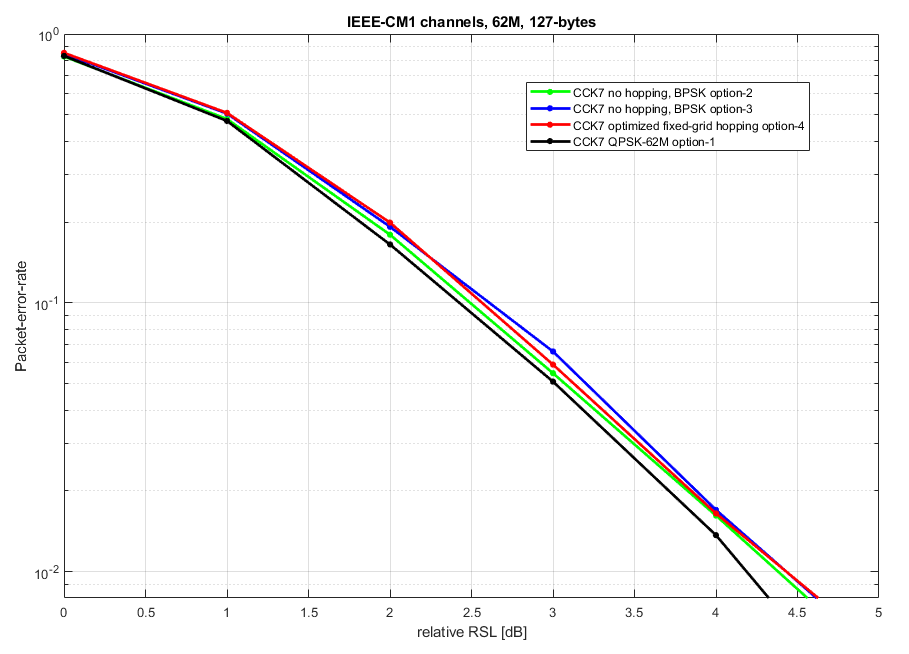 IEEE-CM1 channels, 62M, 127-bytes
10^0
CCK7 no hopping, BPSK option-2
CCK7 no hopping, BPSK option-3
CCK7 optimized fixed-grid hopping option-4
CCK7 QPSK-62M option-1
Packet-error-rate
10^-1
10^-2
0 0.5 1 1.5 2 2.5 3 3.5 4 4.5 5
relative RSL [dB]